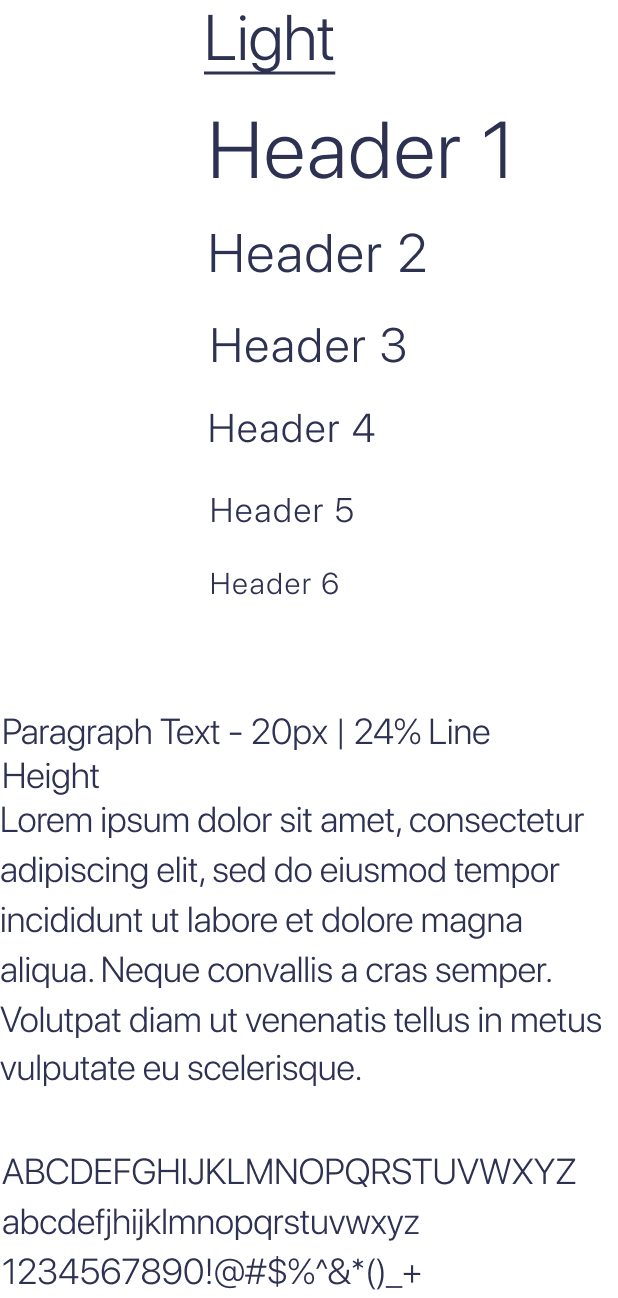 Light
Header 1
Header 2
Header 3
Header 4
Header 5
Header 6
Paragraph Text - 20px | 24% Line
Height
Lorem ipsum dolor sit amet, consectetur
adipiscing elit, sed do eiusmod tempor
incididunt ut labore et dolore magna
aliqua. Neque convallis a cras semper.
Volutpat diam ut venenatis tellus in metus
vulputate eu scelerisque.
ABCDEFGHIJKLMNOPQRSTUVWXYZ
abcdefjhijklmnopqrstuvwxyz
1234567890!@#$%^&*()_+